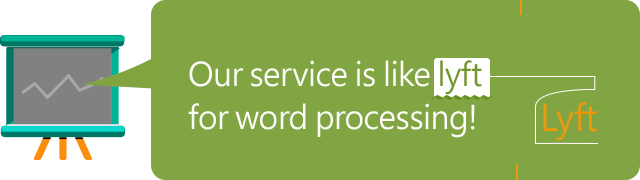 Our service is like lyft
for word processing!
Lyft